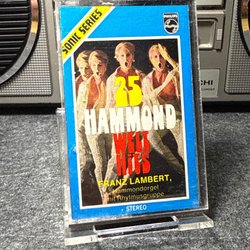 SONIC SERIES
PHILIPS
25
HAMMOND
WELT
HITS
FRANZ LAMBERT,
Hammondorgel
mit Rhythmusgruppe
STEREO